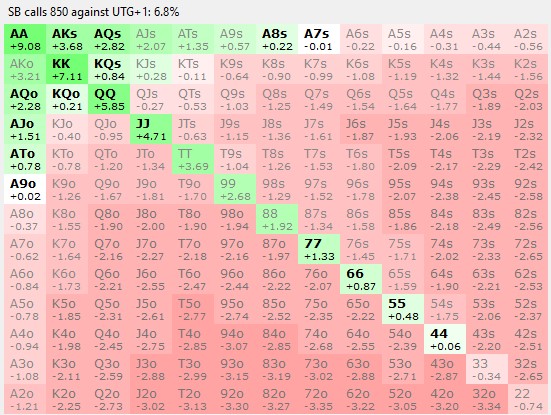 SB calls 850 against UTG+1: 6.8%
AA AKs AQs AJs ATs A9s A8s A7s A6s A5s A4s A3s A2s
+9.08 +3.68 +2.82 +2.07 +1.35 +0.57 +0.22 -0.01 -0.22 -0.16 -0.31 -0.44 -0.56
AKo KK KQs KJs KTs K9s K8s K7s K6s K5s K4s K3s K2s
+3.21 +7.11 +0.84 +0.28 -0.11 -0.64 -0.90 -0.99 -1.08 -1.19 -1.32 -1.44 -1.56
AQo KQo QQ QJs QTs Q9s Q8s Q7s Q6s Q5s Q4s Q3s Q2s
+2.28 +0.21 +5.85 -0.27 -0.53 -1.03 -1.25 -1.49 -1.54 -1.64 -1.77 -1.89 -2.03
AJo KJo QJo JJ JTs J9s J8s J7s J6s J5s J4s J3s J2s
+1.51 -0.40 -0.95 +4.71 -0.63 -1.15 -1.36 -1.61 -1.87 -1.93 -2.06 -2.19 -2.32
ATo KTo QTo JTo TT T9s T8s T7s T6s T5s T4s T3s T2s
+0.78 -0.78 -1.20 -1.34 +3.69 -1.04 -1.26 -1.53 -1.80 -2.09 -2.17 -2.29 -2.42
A9o K9o Q9o J9o T9o 99 98s 97s 96s 95s 94s 93s 92s
+0.02 -1.26 -1.67 -1.81 -1.70 +2.68 -1.29 -1.52 -1.78 -2.07 -2.38 -2.45 -2.58
A8o K8o Q8o J8o T8o 98o 88 87s 86s 85s 84s 83s 82s
-0.37 -1.55 -1.90 -2.00 -1.90 -1.94 +1.92 -1.34 -1.58 -1.86 -2.18 -2.49 -2.56
A7o K7o Q7o J7o T7o 97o 87o 77 76s 75s 74s 73s 72s
-0.62 -1.64 -2.16 -2.27 -2.18 -2.16 -1.97 +1.33 -1.45 -1.71 -2.02 -2.33 -2.65
A6o K6o Q6o J6o T6o 96o 86o 76o 66 65s 64s 63s 62s
-0.84 -1.73 -2.21 -2.55 -2.47 -2.44 -2.22 -2.07 +0.87 -1.59 -1.90 -2.21 -2.53
A5o K5o Q5o J5o T5o 95o 85o 75o 65o 55 54s 53s 52s
-0.78 -1.85 -2.31 -2.61 -2.77 -2.74 -2.52 -2.35 -2.22 +0.48 -1.75 -2.06 -2.37
A4o K4o Q4o J4o T4o 94o 84o 74o 64o 54o 44 43s 42s
-0.94 -1.98 -2.45 -2.75 -2.85 -3.07 -2.85 -2.68 -2.55 -2.39 +0.06 -2.20 -2.51
A3o K3o Q3o J3o T3o 93o 83o 73o 63o 53o 43o 33 32s
-1.08 -2.11 -2.59 -2.88 -2.99 -3.15 -3.19 -3.02 -2.88 -2.71 -2.87 -0.34 -2.65
A2o K2o Q2o J2o T2o 92o 82o 72o 62o 52o 42o 32o 22
-1.21 -2.25 -2.73 -3.02 -3.13 -3.30 -3.27 -3.35 -3.22 -3.05 -3.20 -3.34 -0.74